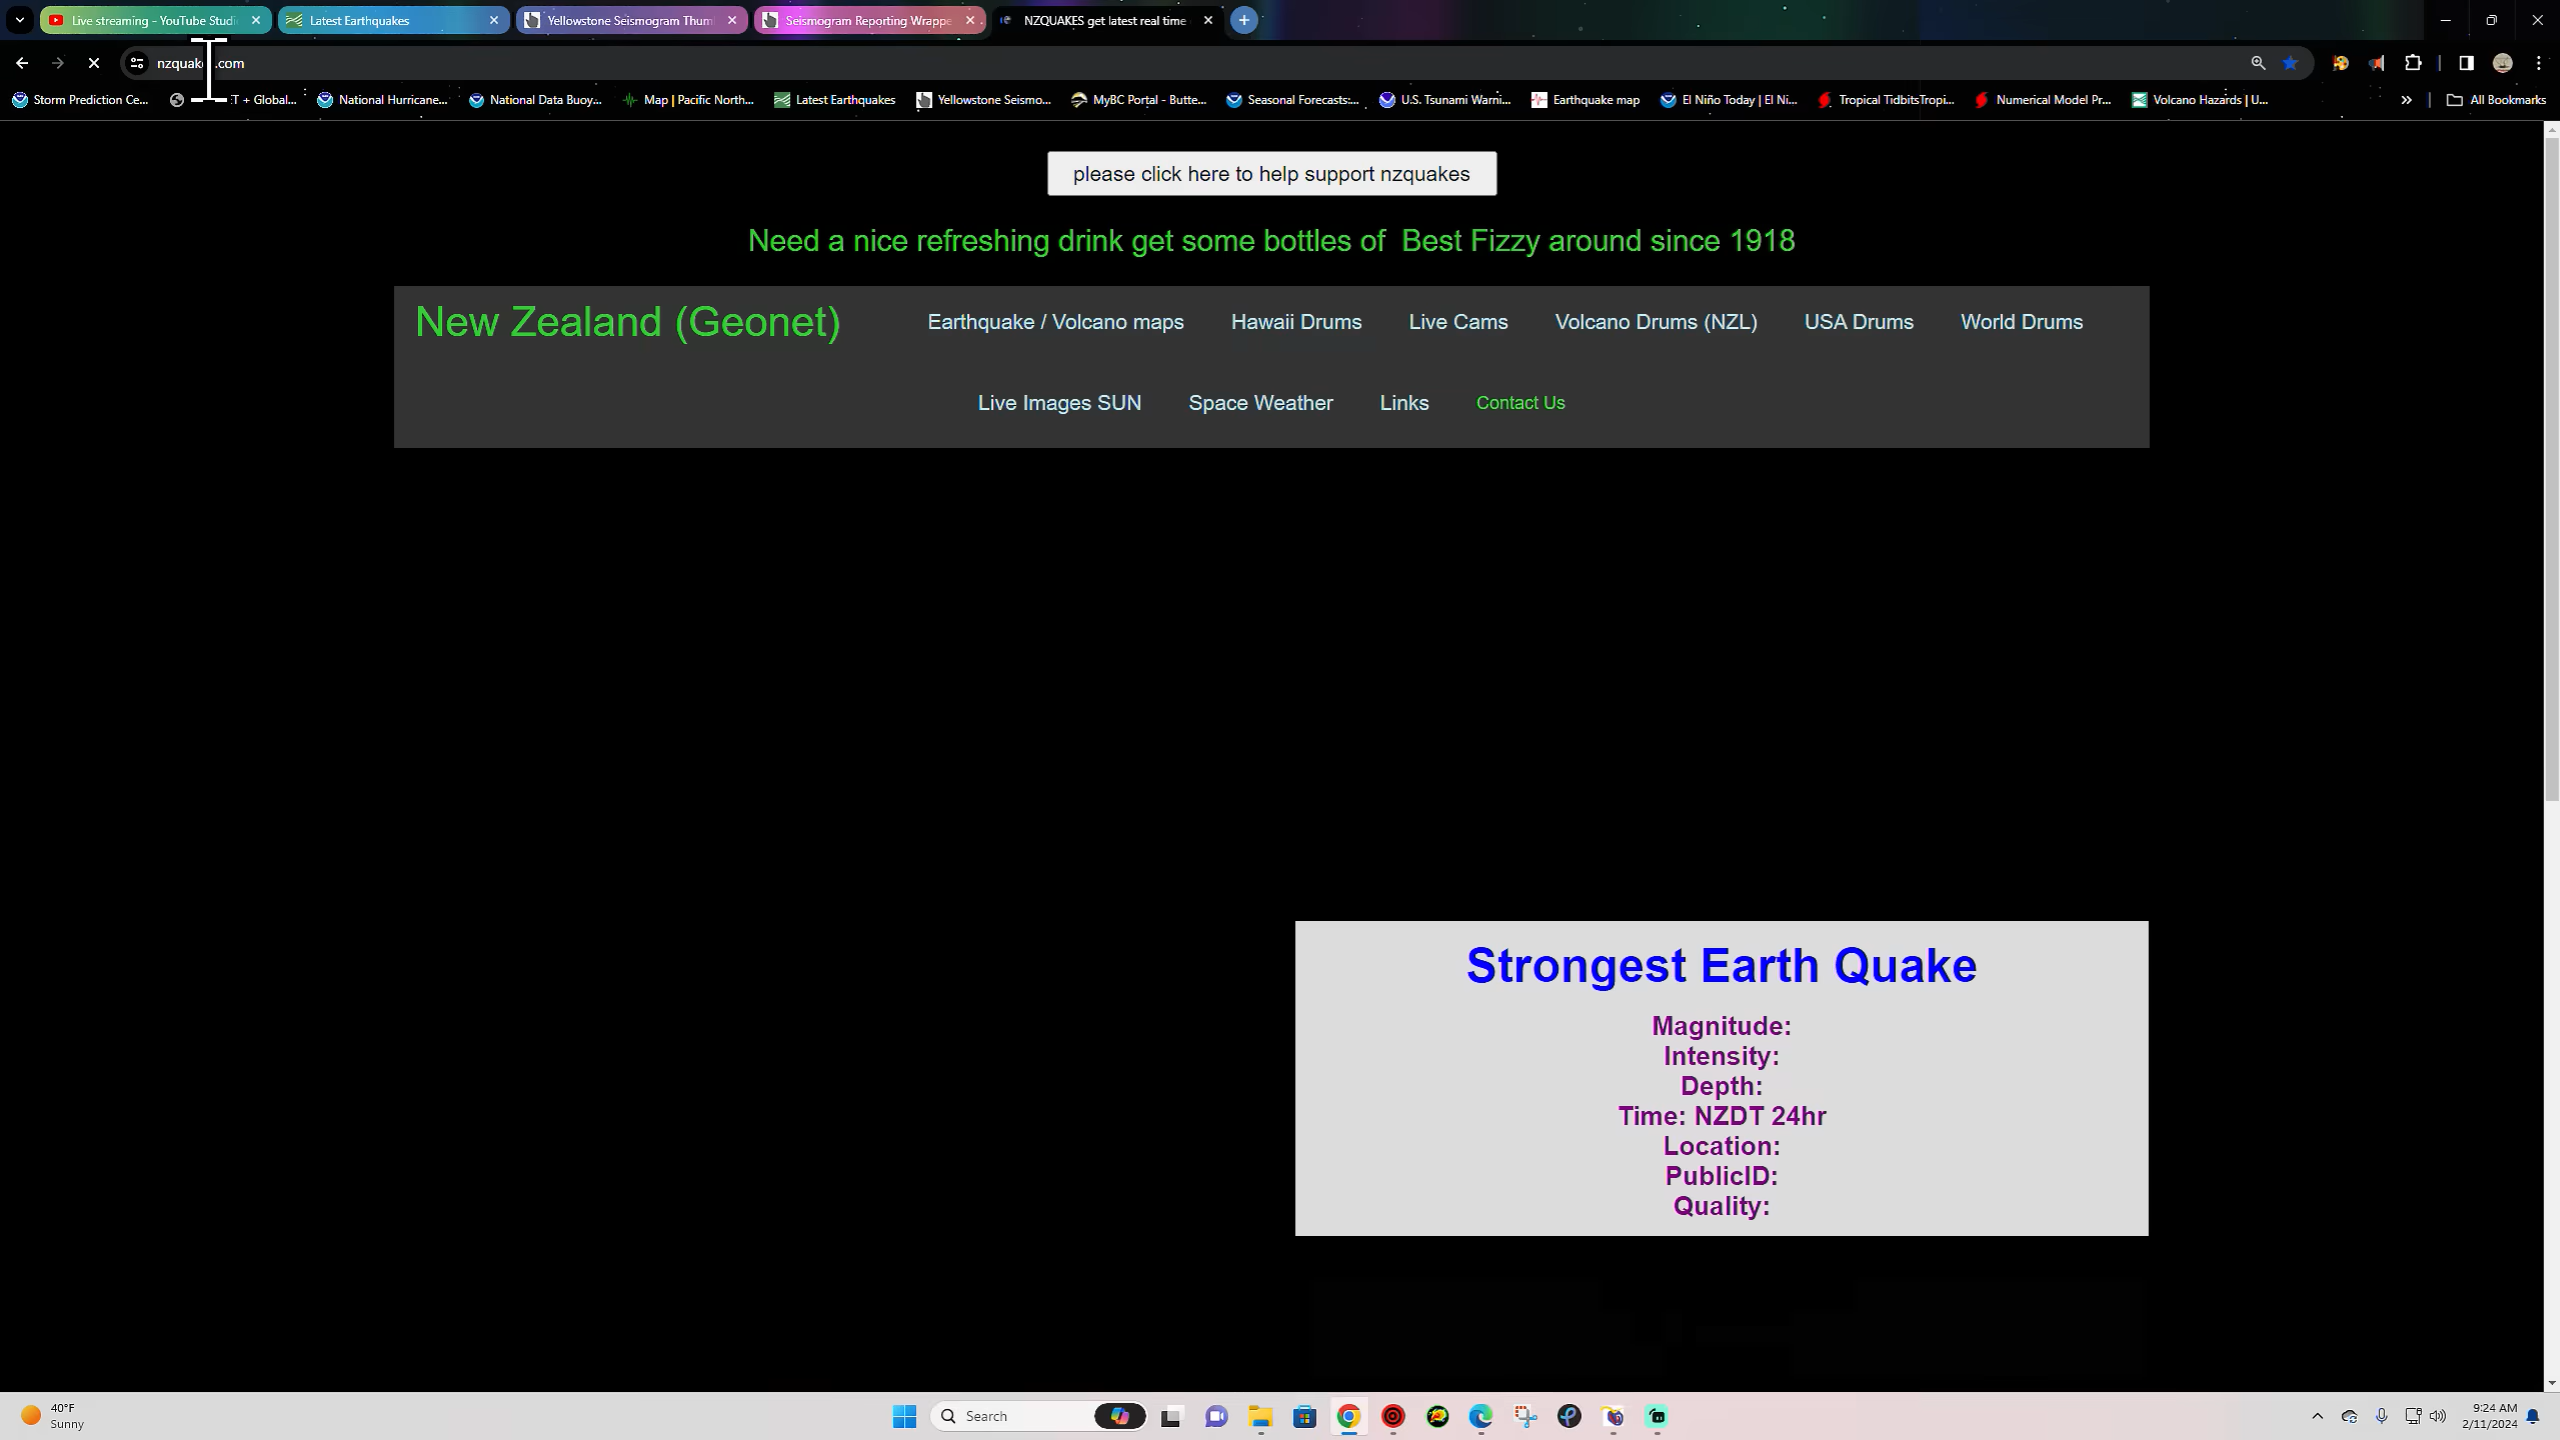 Live streaming - YouTube Studi
Latest Earthquakes
Yellowstone Seismogram Thum
Seismogram Reporting Wrappe
NZQUAKES get latest real time
.com
Storm Prediction Ce...
T + Global...
National Hurricane...
National Data Buoy...
Map | Pacific North...
Latest Earthquakes
Yellowstone Seismo...
MyBC Portal - Butte...
Seasonal Forecasts:...
U.S. Tsunami Warni...
Earthquake map
El Niño Today | El Ni...
Tropical TidbitsTropi...
Numerical Model Pr...
Volcano Hazards | U...
All Bookmarks
please click here to help support nzquakes
Need a nice refreshing drink get some bottles of Best Fizzy around since 1918
New Zealand (Geonet)
Earthquake / Volcano maps
Hawaii Drums
Live Cams
Volcano Drums (NZL)
USA Drums
World Drums
Live Images SUN
Space Weather
Links
Contact Us
Strongest Earth Quake
Magnitude:
Intensity:
Depth:
Time: NZDT 24hr
Location:
PublicID:
Quality:
40°F
Sunny
Search
9:24 AM
2/11/2024